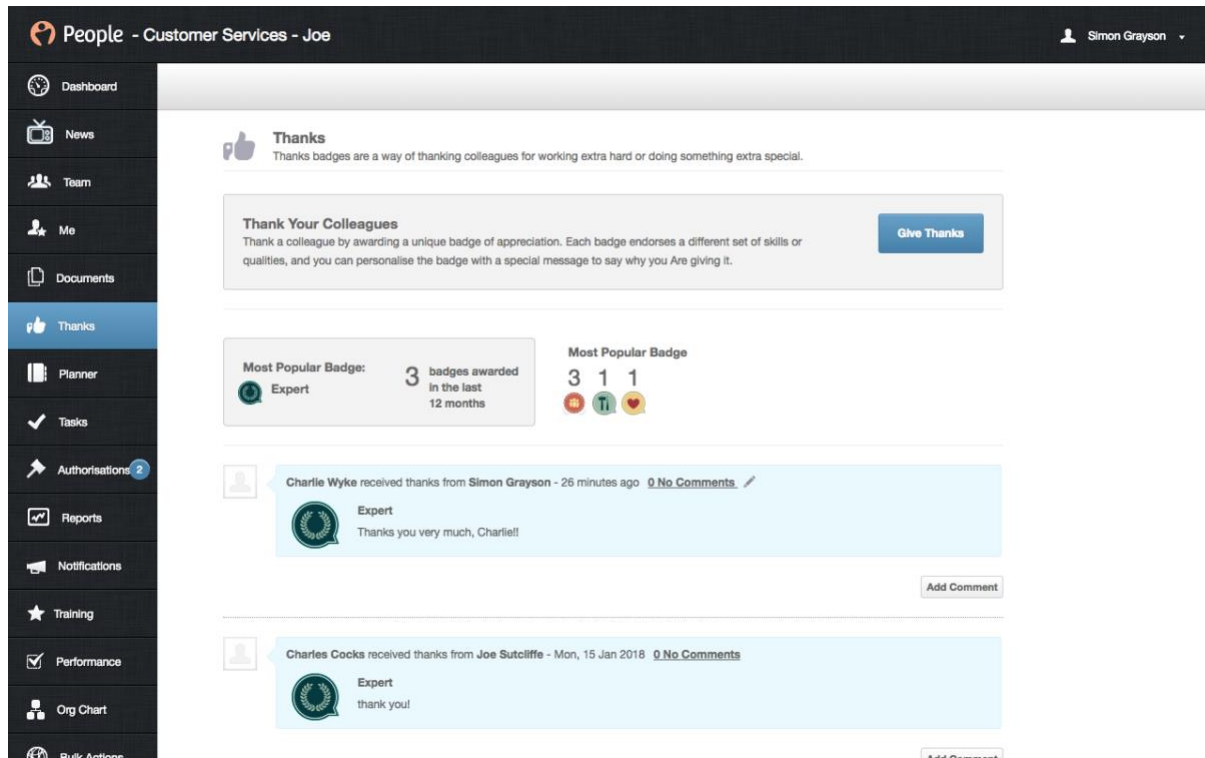 People - Customer Services - Joe
Simon Grayson
Dashboard
News
Team
Me
Documents
Thanks
Planner
Tasks
Authorisations 2
Reports
Notifications
Training
Performance
Org Chart
Bulk Actions
Thanks
Thanks badges are a way of thanking colleagues for working extra hard or doing something extra special.
Thank Your Colleagues
Thank a colleague by awarding a unique badge of appreciation. Each badge endorses a different set of skills or
qualities, and you can personalise the badge with a special message to say why you Are giving it.
Give Thanks
Most Popular Badge:
Expert
3 badges awarded
in the last
12 months
Most Popular Badge
3 1 1
Charlie Wyke received thanks from Simon Grayson - 26 minutes ago 0 No Comments
Expert
Thanks you very much, Charlie!!
Add Comment
Charles Cocks received thanks from Joe Sutcliffe - Mon, 15 Jan 2018 0 No Comments
Expert
thank you!
Add Comment